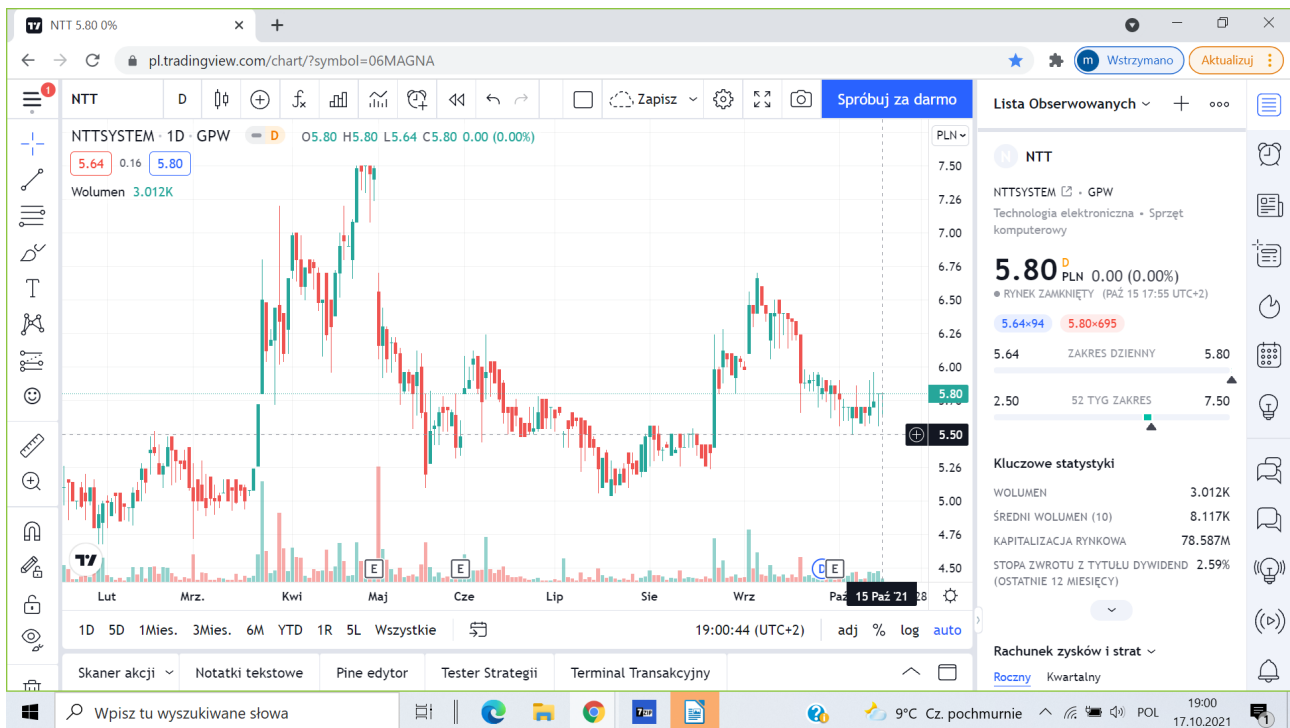 NTT 5.80 0%
pl.tradingview.com/chart/?symbol=06MAGNA
m Wstrzymano
Aktualizuj
1
NTT D Zapisz Spróbuj za darmo
Lista Obserwowanych
NTTSYSTEM · 1D · GPW D O5.80 H5.80 L5.64 C5.80 0.00 (0.00%)
PLN
5.64 0.16 5.80
Wolumen 3.012K
7.50
7.26
7.00
6.76
6.50
6.26
6.00
5.80
5.50
5.26
5.00
4.76
4.50
E E D E
Lut Mrz. Kwi Maj Cze Lip Sie Wrz 15 Paź '21
1D 5D 1Mies. 3Mies. 6M YTD 1R 5L Wszystkie 19:00:44 (UTC+2) adj % log auto
Skaner akcji Notatki tekstowe Pine edytor Tester Strategii Terminal Transakcyjny
N NTT
NTTSYSTEM • GPW
Technologia elektroniczna • Sprzęt
komputerowy
5.80 D PLN 0.00 (0.00%)
RYNEK ZAMKNIĘTY (PAŹ 15 17:55 UTC+2)
5.64×94 5.80×695
5.64 ZAKRES DZIENNY 5.80
2.50 52 TYG ZAKRES 7.50
Kluczowe statystyki
WOLUMEN 3.012K
ŚREDNI WOLUMEN (10) 8.117K
KAPITALIZACJA RYNKOWA 78.587M
STOPA ZWROTU Z TYTUŁU DYWIDEND 2.59%
(OSTATNIE 12 MIESIĘCY)
Rachunek zysków i strat
Roczny Kwartalny
Wpisz tu wyszukiwane słowa
7ZIP
9°C Cz. pochmurnie
POL
19:00
17.10.2021
1